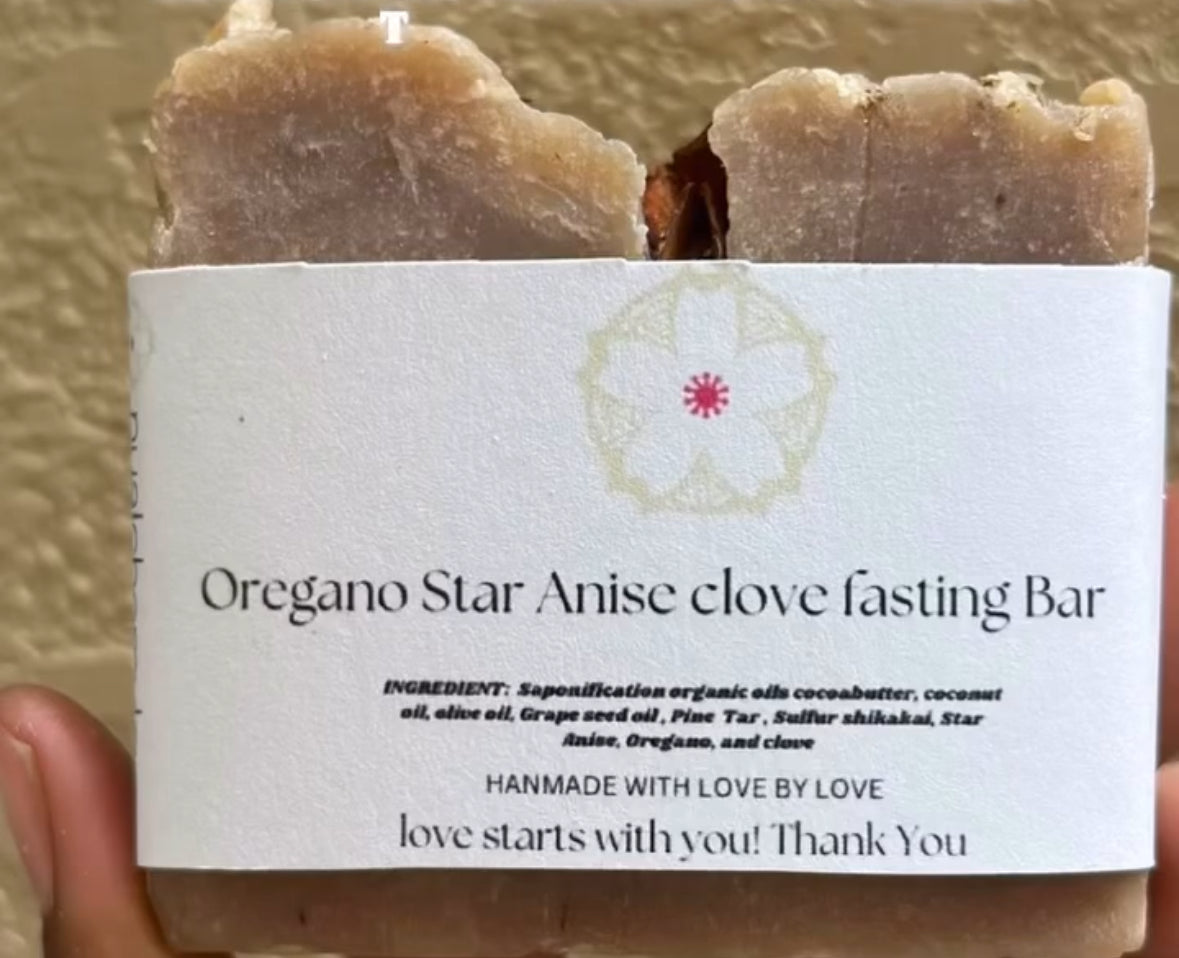 T
Oregano Star Anise clove fasting Bar
INGREDIENT: Saponification organic oils cocoabutter, coconut
oil, olive oil, Grape seed oil, Pine Tar, Sulfur shikakai, Star
Anise, Oregano, and clove
HANMADE WITH LOVE BY LOVE
love starts with you! Thank You